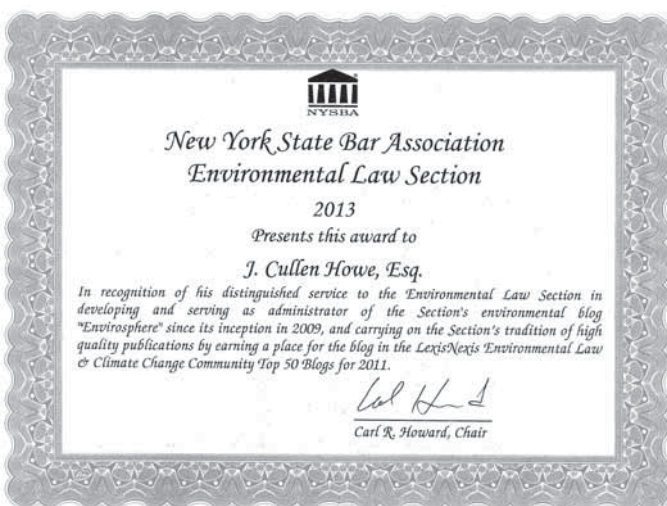 NYSBA
New York State Bar Association
Environmental Law Section
2013
Presents this award to
J. Cullen Howe, Esq.
In recognition of his distinguished service to the Environmental Law Section in
developing and serving as administrator of the Section's environmental blog
"Envirosphere" since its inception in 2009, and carrying on the Section's tradition of high
quality publications by earning a place for the blog in the LexisNexis Environmental Law
& Climate Change Community Top 50 Blogs for 2011.
Carl R. Howard, Chair